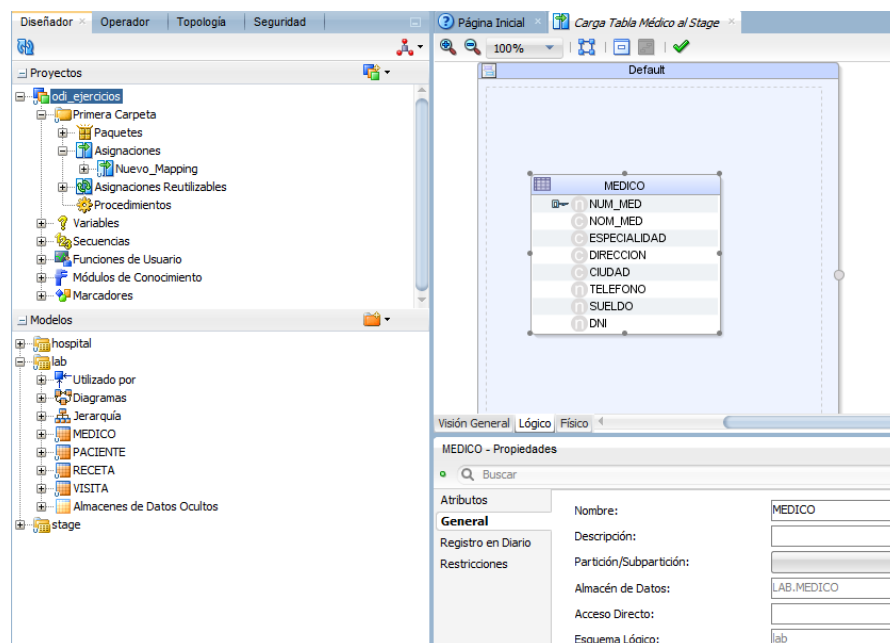 Diseñador Operador Topología Seguridad
Proyectos
odi_ejercicios
Primera Carpeta
Paquetes
Asignaciones
Nuevo_Mapping
Asignaciones Reutilizables
Procedimientos
Variables
Secuencias
Funciones de Usuario
Módulos de Conocimiento
Marcadores
Modelos
hospital
lab
Utilizado por
Diagramas
Jerarquía
MEDICO
PACIENTE
RECETA
VISITA
Almacenes de Datos Ocultos
stage
Página Inicial Carga Tabla Médico al Stage
100%
Default
MEDICO
NUM_MED
NOM_MED
ESPECIALIDAD
DIRECCION
CIUDAD
TELEFONO
SUELDO
DNI
Visión General Lógico Físico
MEDICO - Propiedades
Buscar
Atributos
General
Registro en Diario
Restricciones
Nombre: MEDICO
Descripción:
Partición/Subpartición:
Almacén de Datos: LAB.MEDICO
Acceso Directo:
Esquema Lógico: lab